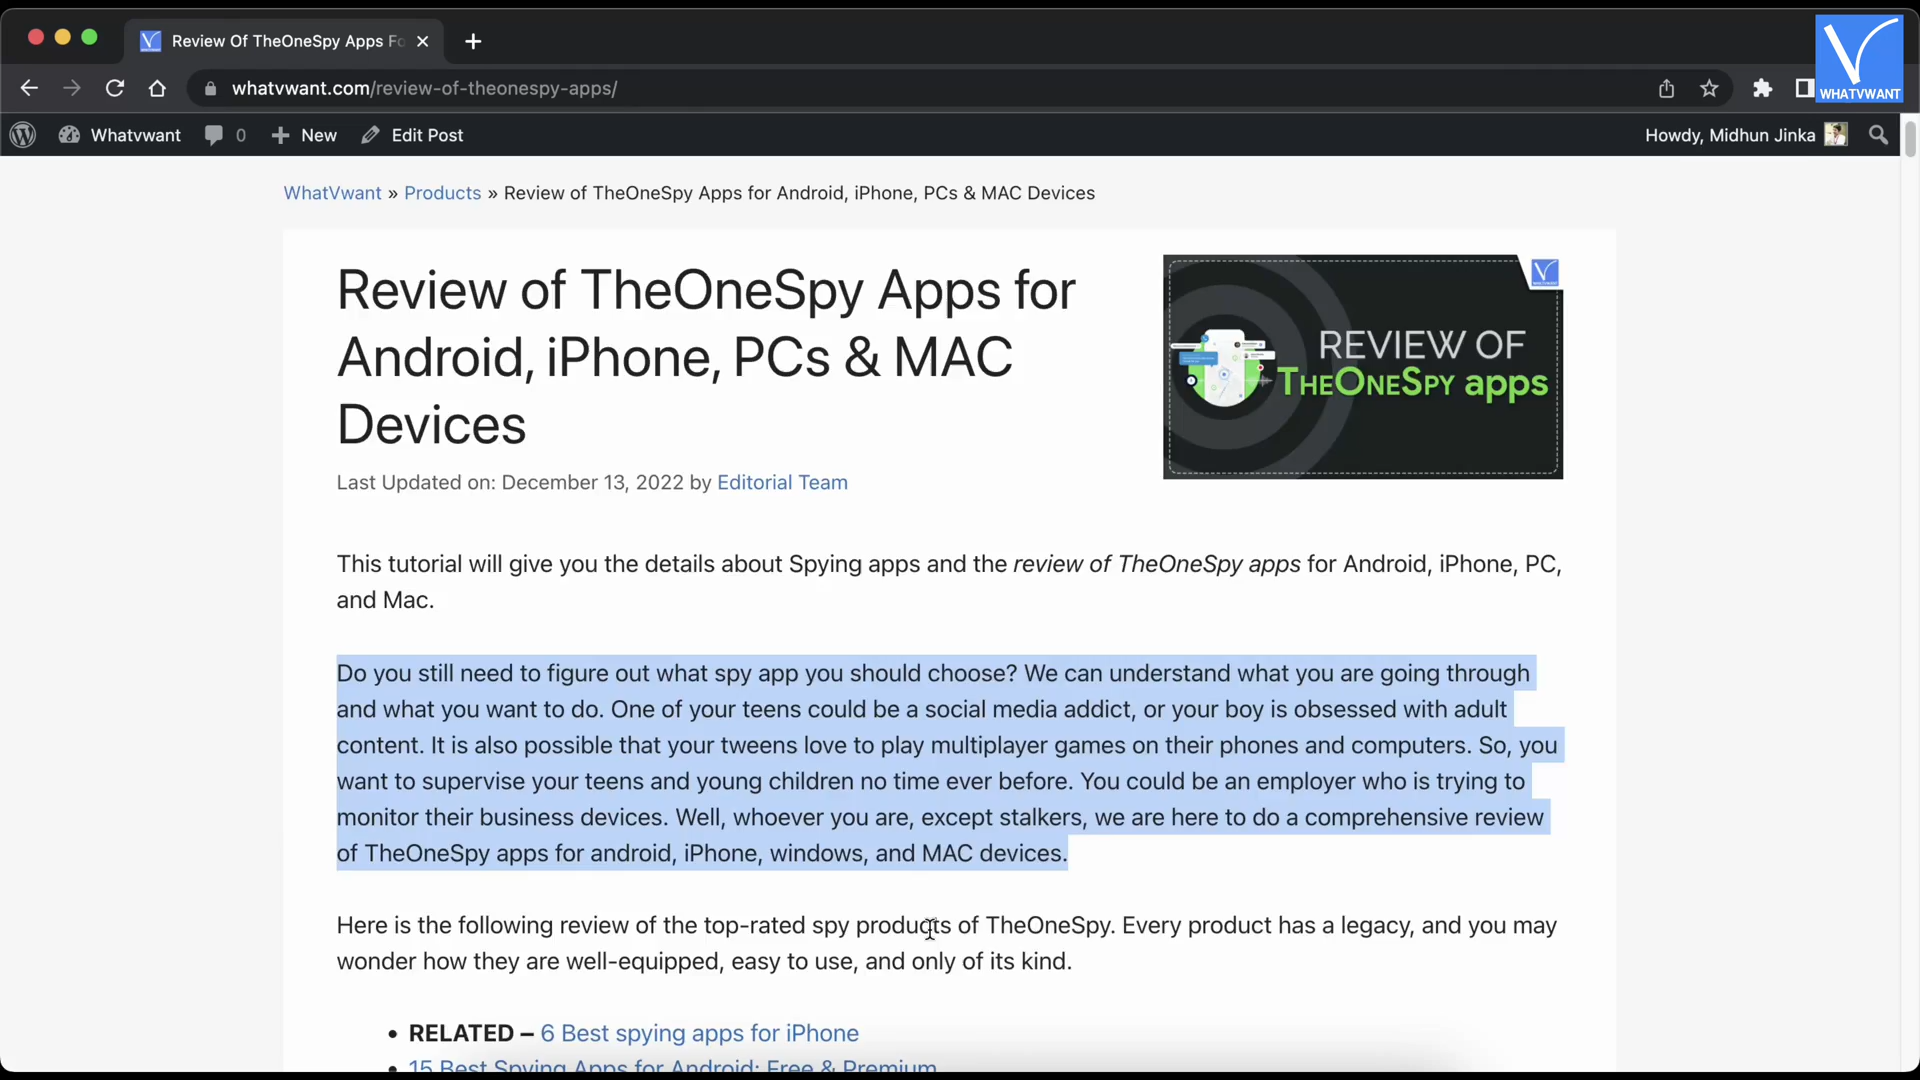 Review Of TheOneSpy Apps Fo
WHATVWANT
whatvwant.com/review-of-theonespy-apps/
Whatvwant 0 New Edit Post Howdy, Midhun Jinka
WhatVwant » Products » Review of TheOneSpy Apps for Android, iPhone, PCs & MAC Devices
Review of TheOneSpy Apps for
Android, iPhone, PCs & MAC
Devices
REVIEW OF
THEONESPY apps
Last Updated on: December 13, 2022 by Editorial Team
This tutorial will give you the details about Spying apps and the review of TheOneSpy apps for Android, iPhone, PC,
and Mac.
Do you still need to figure out what spy app you should choose? We can understand what you are going through
and what you want to do. One of your teens could be a social media addict, or your boy is obsessed with adult
content. It is also possible that your tweens love to play multiplayer games on their phones and computers. So, you
want to supervise your teens and young children no time ever before. You could be an employer who is trying to
monitor their business devices. Well, whoever you are, except stalkers, we are here to do a comprehensive review
of TheOneSpy apps for android, iPhone, windows, and MAC devices.
Here is the following review of the top-rated spy products of TheOneSpy. Every product has a legacy, and you may
wonder how they are well-equipped, easy to use, and only of its kind.
• RELATED – 6 Best spying apps for iPhone
• 15 Best Spying Apps for Android: Free & Premium